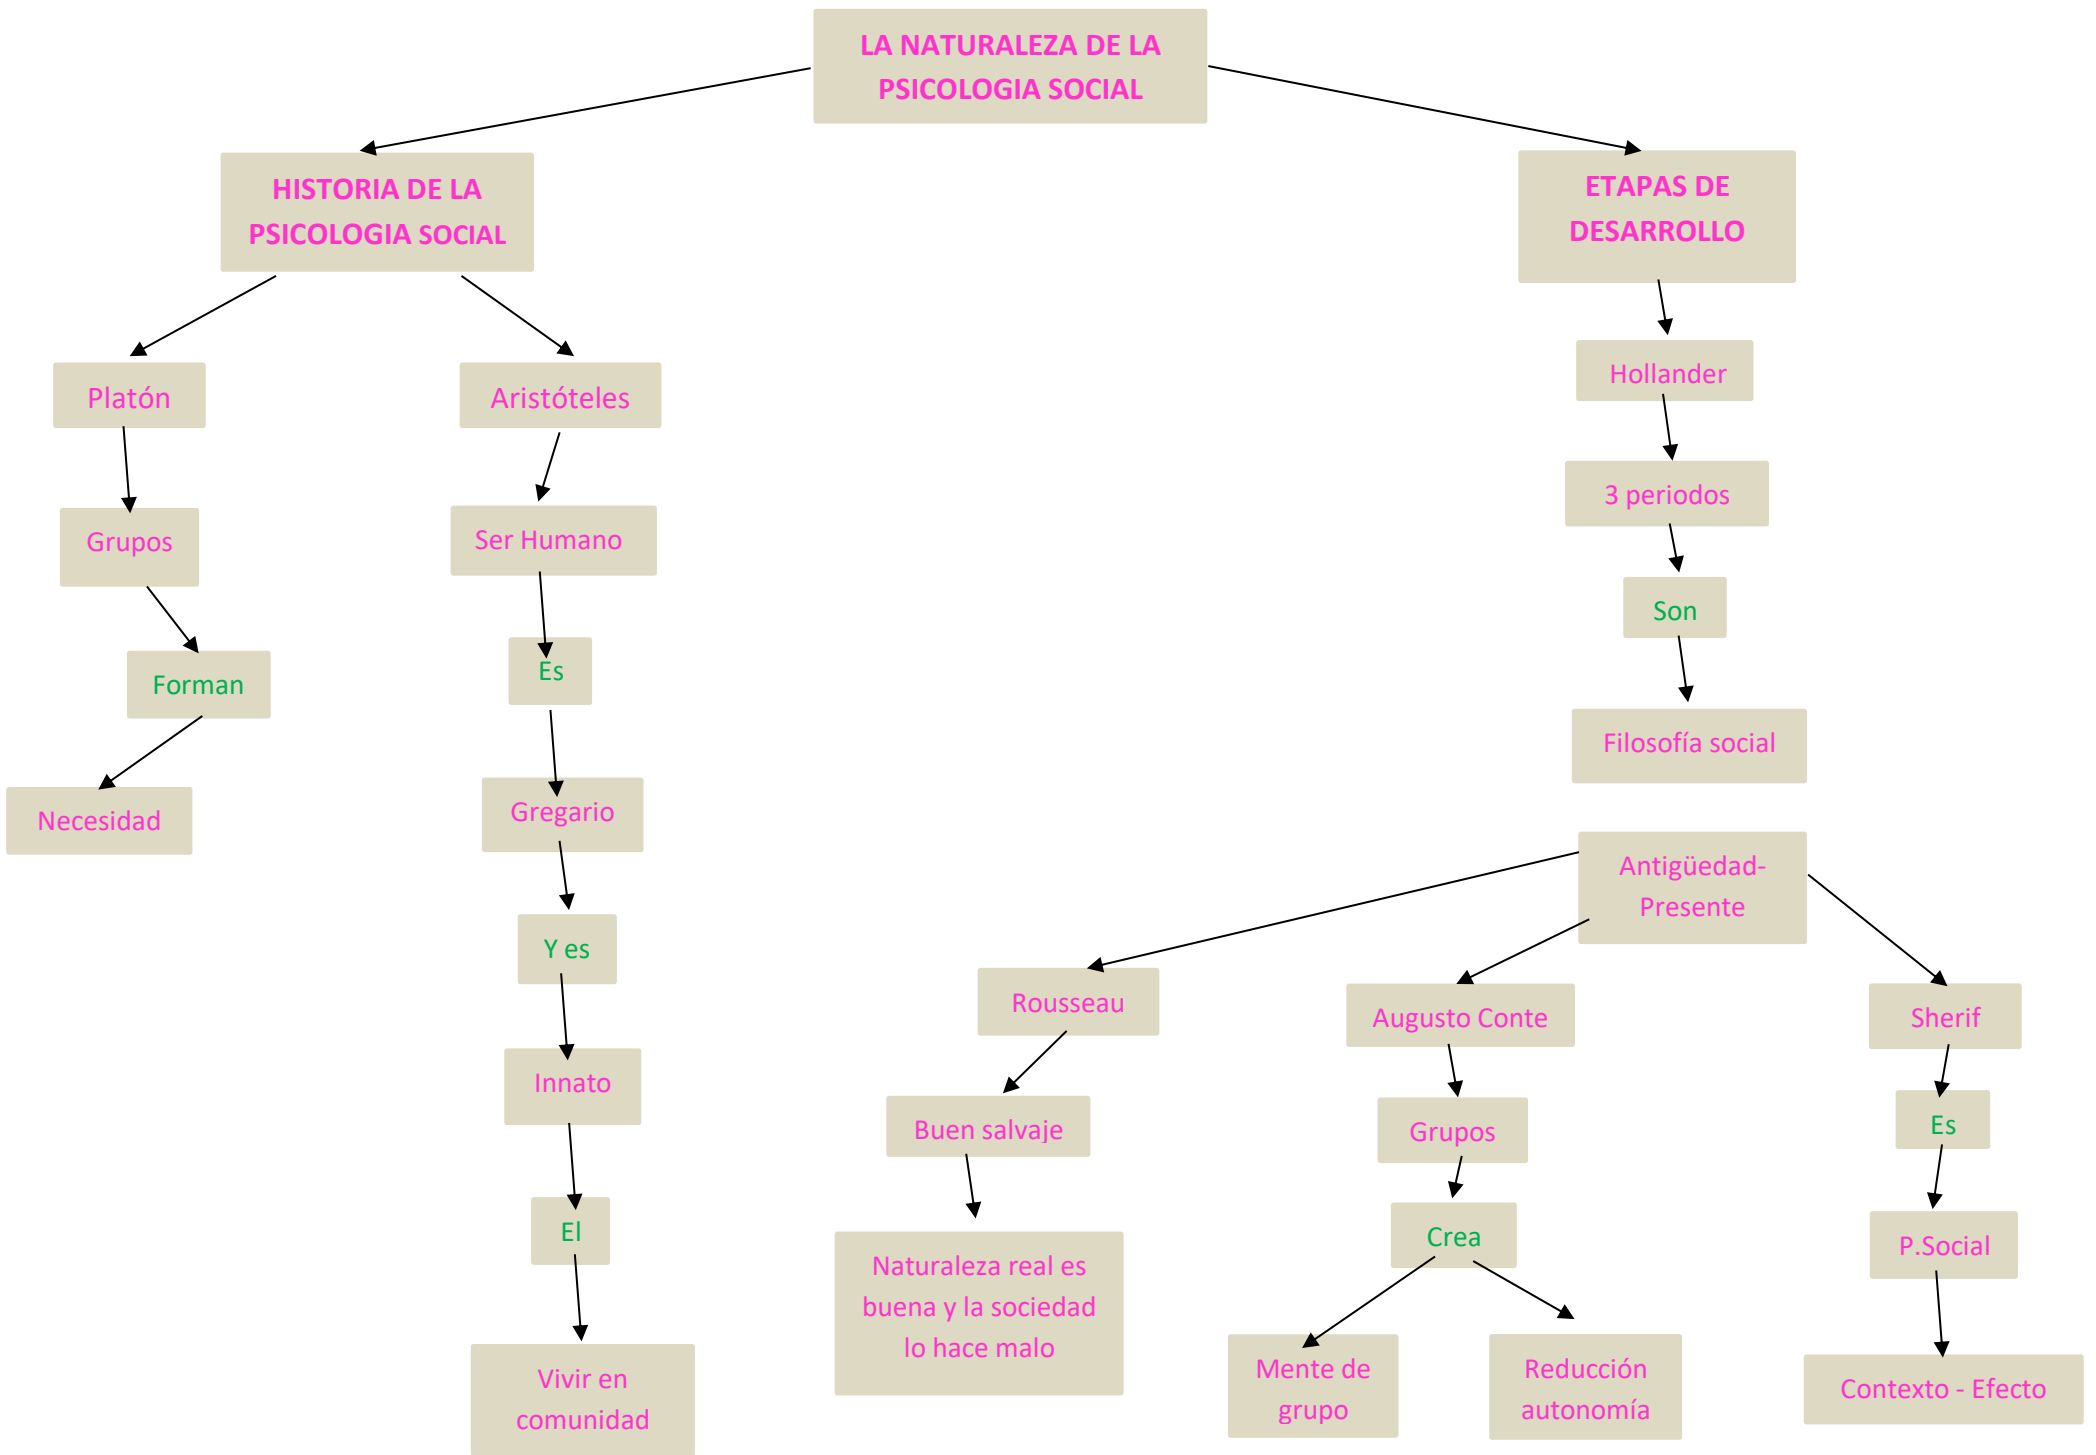 LA NATURALEZA DE LA
PSICOLOGIA SOCIAL
HISTORIA DE LA
PSICOLOGIA SOCIAL
ETAPAS DE
DESARROLLO
Platón
Aristóteles
Hollander
Grupos
Ser Humano
3 periodos
Forman
Es
Son
Necesidad
Gregario
Filosofía social
Y es
Innato
El
Vivir en
comunidad
Antigüedad-
Presente
Rousseau
Augusto Conte
Sherif
Buen salvaje
Grupos
Es
Naturaleza real es
buena y la sociedad
lo hace malo
Crea
P.Social
Mente de
grupo
Reducción
autonomía
Contexto - Efecto